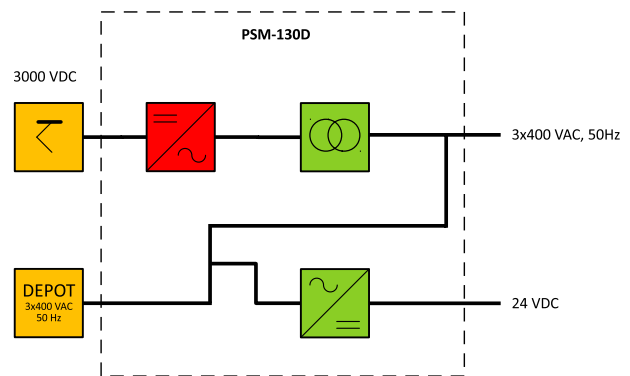 PSM-130D
3000 VDC
3x400 VAC, 50Hz
DEPOT
3x400 VAC
50 Hz
24 VDC